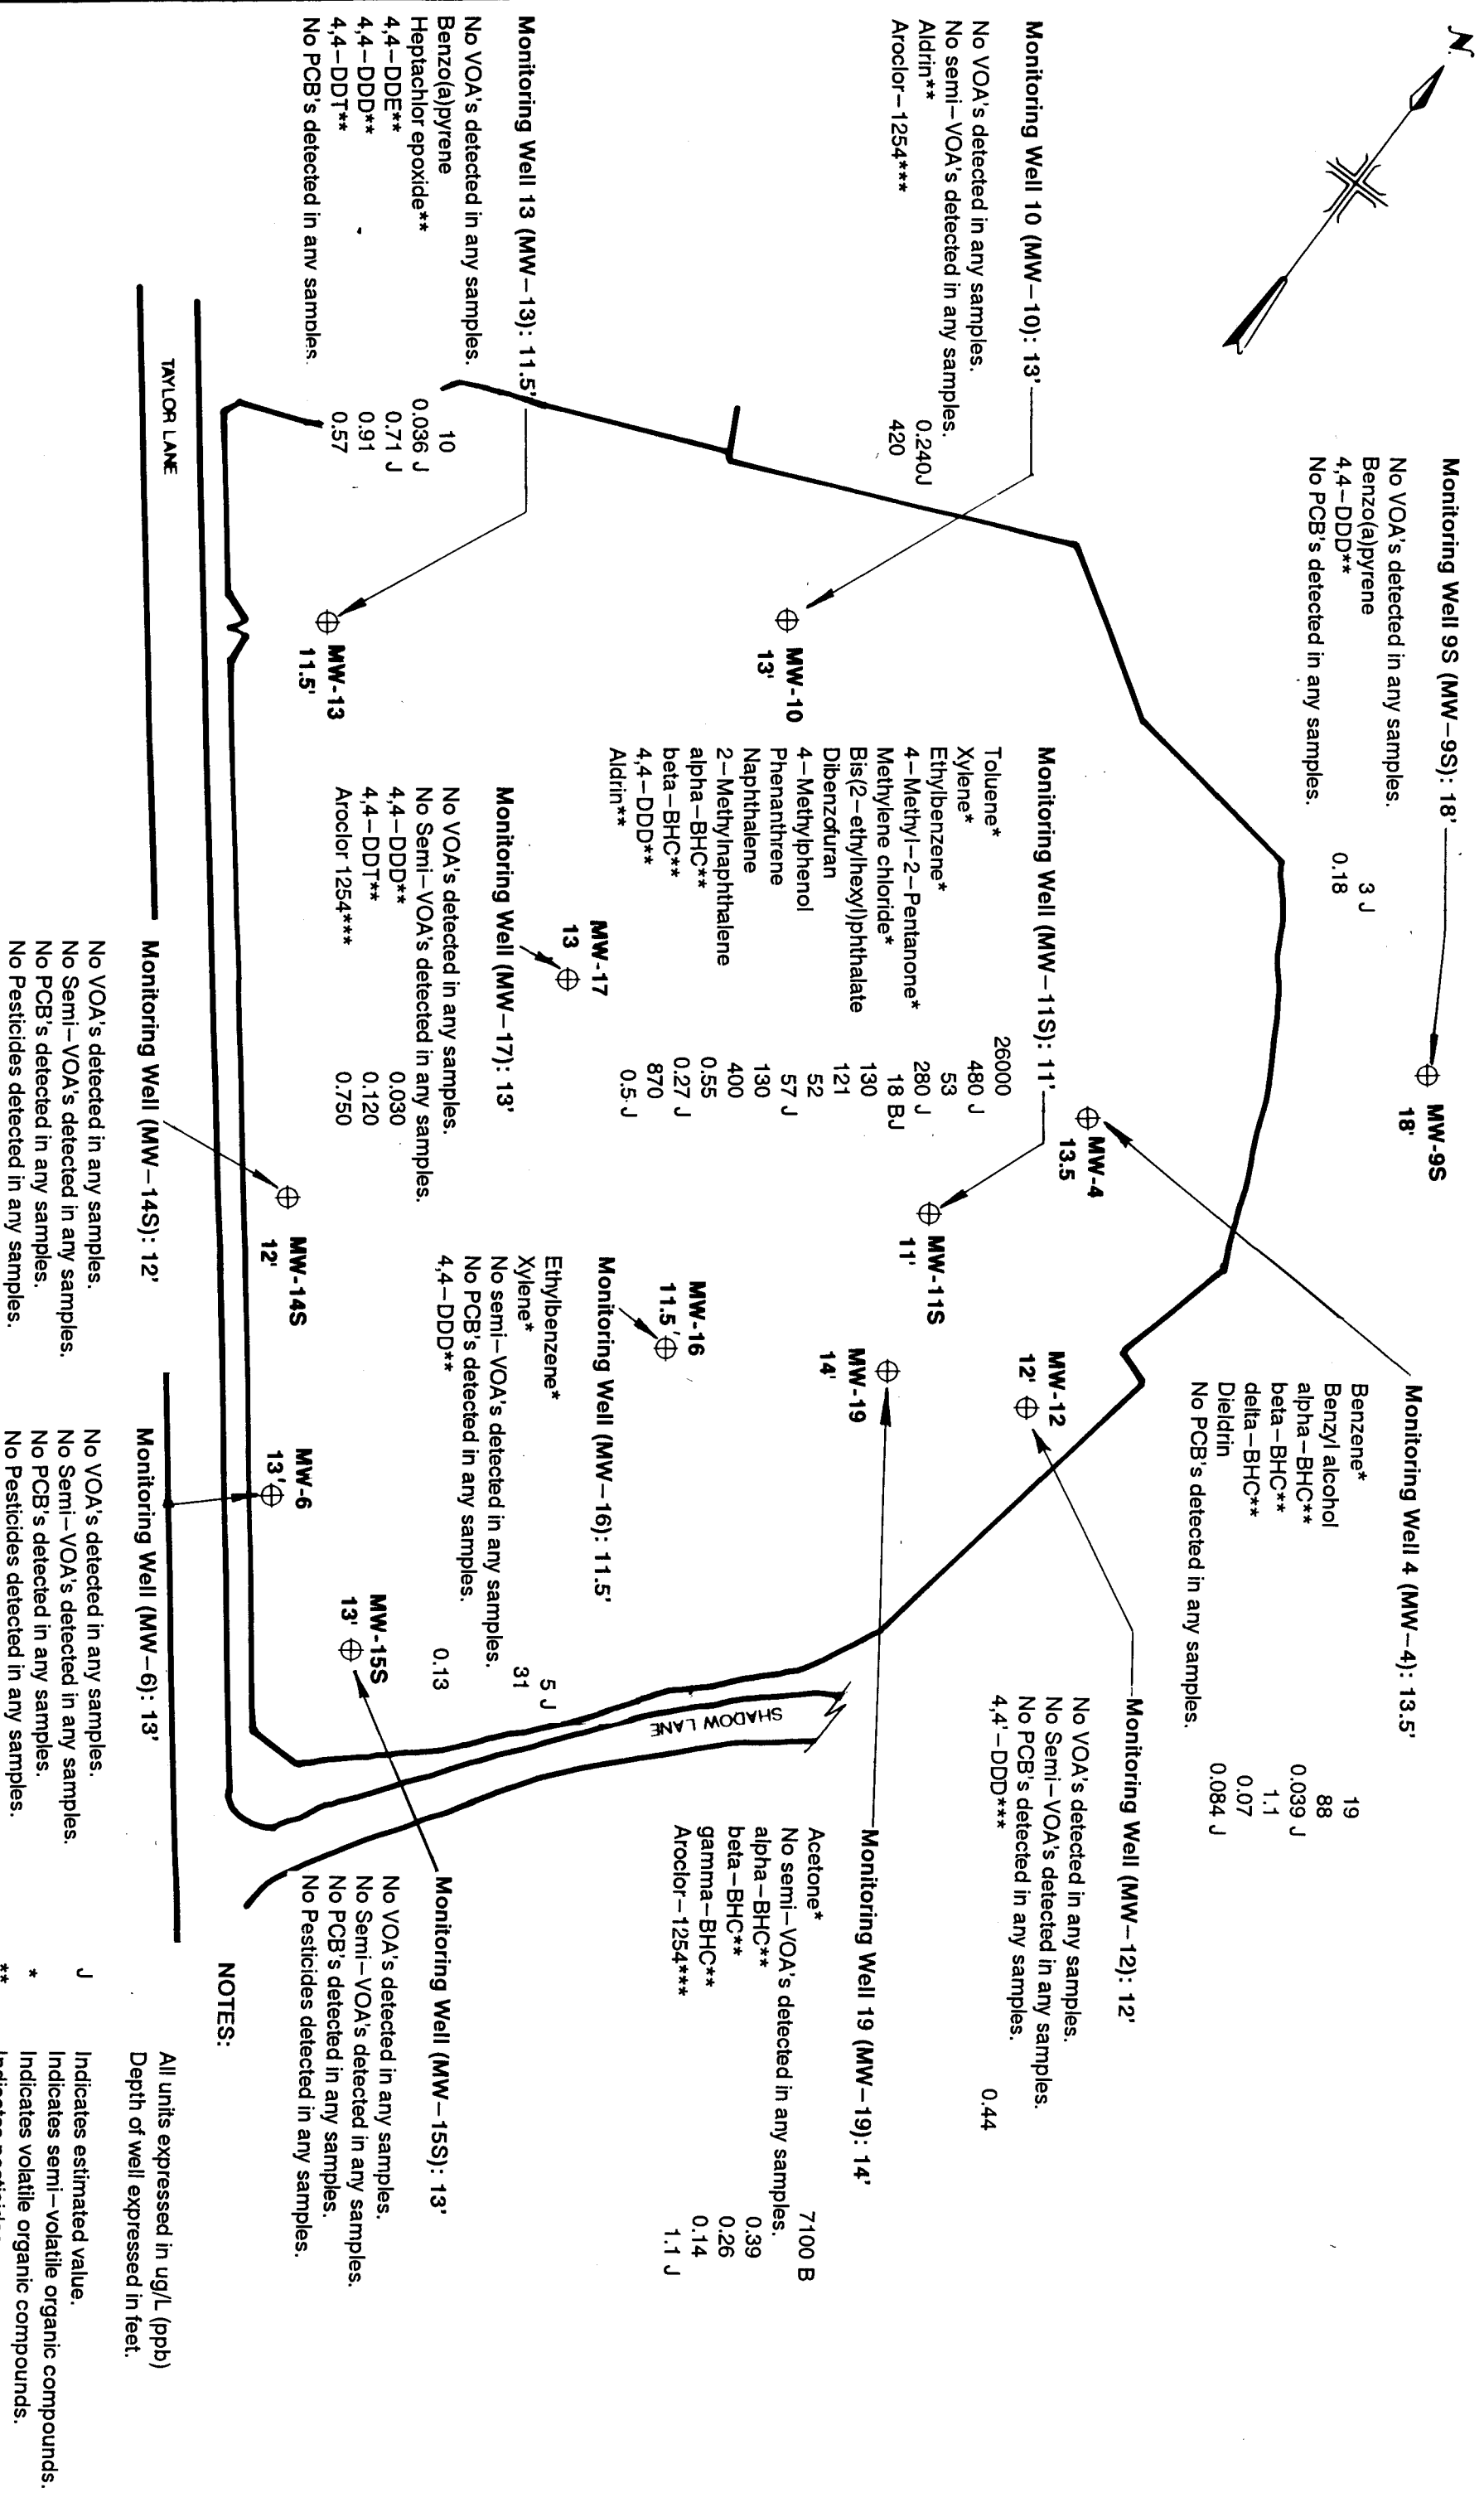 N.
Monitoring Well 9S (MW-9S): 18'
No VOA's detected in any samples.
Benzo(a)pyrene 3 J
4,4-DDD** 0.18
No PCB's detected in any samples.
MW-9S
18'
Monitoring Well 4 (MW-4): 13.5'
Benzene* 19
Benzyl alcohol 88
alpha-BHC** 0.039 J
beta-BHC** 1.1
delta-BHC** 0.07
Dieldrin 0.084 J
No PCB's detected in any samples.
MW-4
13.5
Monitoring Well 10 (MW-10): 13'
No VOA's detected in any samples.
No semi-VOA's detected in any samples.
Aldrin** 0.240J
Aroclor-1254*** 420
MW-10
13'
Monitoring Well (MW-11S): 11'
Toluene* 26000
Xylene* 480 J
Ethylbenzene* 53
4-Methyl-2-Pentanone* 280 J
Methylene chloride* 18 BJ
Bis(2-ethylhexyl)phthalate 130
Dibenzofuran 121
4-Methylphenol 52
Phenanthrene 57 J
Naphthalene 130
2-Methylnaphthalene 400
alpha-BHC** 0.55
beta-BHC** 0.27 J
4,4-DDD** 870
Aldrin** 0.5 J
MW-11S
11'
MW-12
12'
Monitoring Well (MW-12): 12'
No VOA's detected in any samples.
No Semi-VOA's detected in any samples.
No PCB's detected in any samples.
4,4'-DDD*** 0.44
MW-19
14'
Monitoring Well 19 (MW-19): 14'
Acetone* 7100 B
No semi-VOA's detected in any samples.
alpha-BHC** 0.39
beta-BHC** 0.26
gamma-BHC** 0.14
Aroclor-1254*** 1.1 J
Monitoring Well 13 (MW-13): 11.5'
No VOA's detected in any samples.
Benzo(a)pyrene 10
Heptachlor epoxide** 0.036 J
4,4-DDE** 0.71 J
4,4-DDD** 0.91
4,4-DDT** 0.57
No PCB's detected in any samples.
MW-13
11.5'
MW-17
13
Monitoring Well (MW-17): 13'
No VOA's detected in any samples.
No Semi-VOA's detected in any samples.
4,4-DDD** 0.030
4,4-DDT** 0.120
Aroclor 1254*** 0.750
MW-16
11.5'
Monitoring Well (MW-16): 11.5'
Ethylbenzene* 5 J
Xylene* 31
No semi-VOA's detected in any samples.
No PCB's detected in any samples.
4,4-DDD** 0.13
SHADOW LANE
MW-14S
12'
MW-6
13'
MW-15S
13'
Monitoring Well (MW-15S): 13'
No VOA's detected in any samples.
No Semi-VOA's detected in any samples.
No PCB's detected in any samples.
No Pesticides detected in any samples.
TAYLOR LANE
Monitoring Well (MW-14S): 12'
No VOA's detected in any samples.
No Semi-VOA's detected in any samples.
No PCB's detected in any samples.
No Pesticides detected in any samples.
Monitoring Well (MW-6): 13'
No VOA's detected in any samples.
No Semi-VOA's detected in any samples.
No PCB's detected in any samples.
No Pesticides detected in any samples.
NOTES:
All units expressed in ug/L (ppb)
Depth of well expressed in feet.
J Indicates estimated value.
Indicates semi-volatile organic compounds.
* Indicates volatile organic compounds.
**